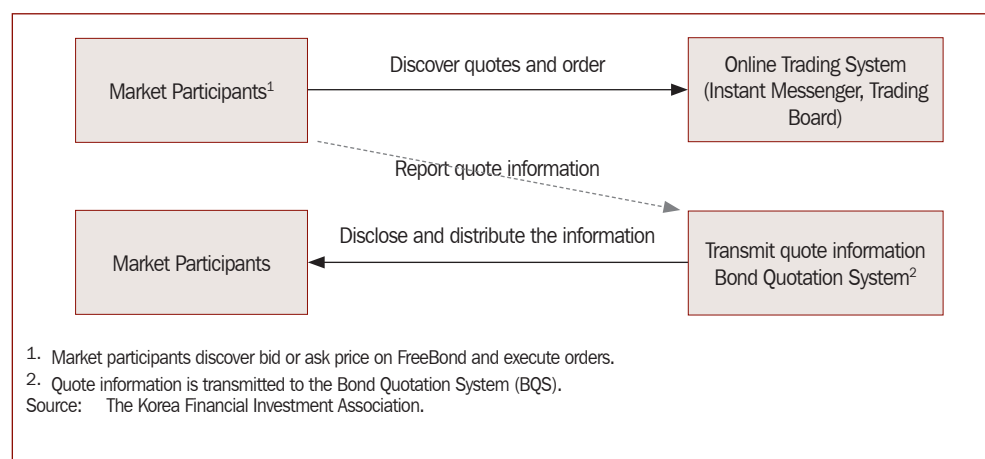 Market Participants1
Discover quotes and order
Online Trading System
(Instant Messenger, Trading
Board)
Report quote information
Market Participants
Disclose and distribute the information
Transmit quote information
Bond Quotation System2
1. Market participants discover bid or ask price on FreeBond and execute orders.
2. Quote information is transmitted to the Bond Quotation System (BQS).
Source: The Korea Financial Investment Association.